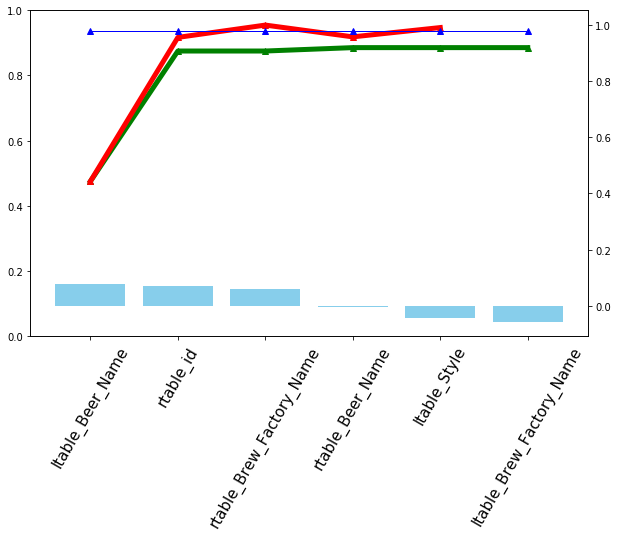 1.0
0.8
0.6
0.4
0.2
0.0
1.0
0.8
0.6
0.4
0.2
0.0
ltable_Beer_Name
rtable_id
rtable_Brew_Factory_Name
rtable_Beer_Name
ltable_Style
ltable_Brew_Factory_Name